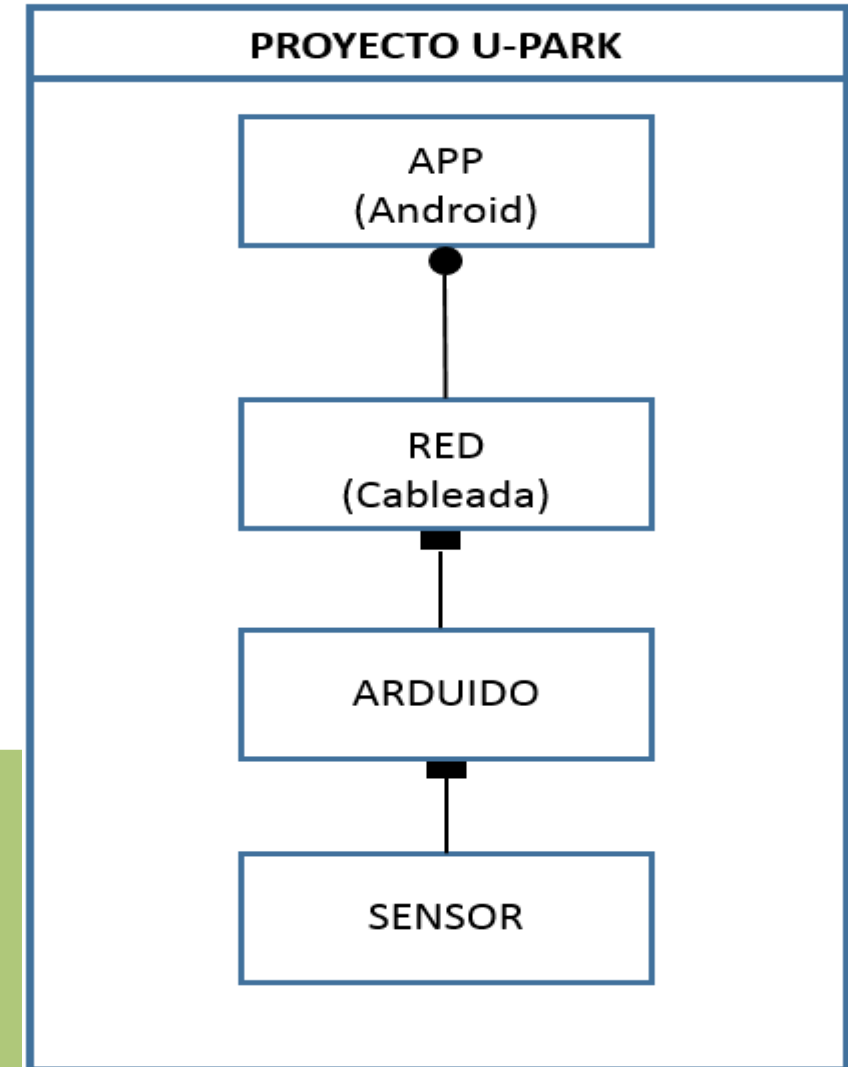 PROYECTO U-PARK
APP
(Android)
RED
(Cableada)
ARDUIDO
SENSOR